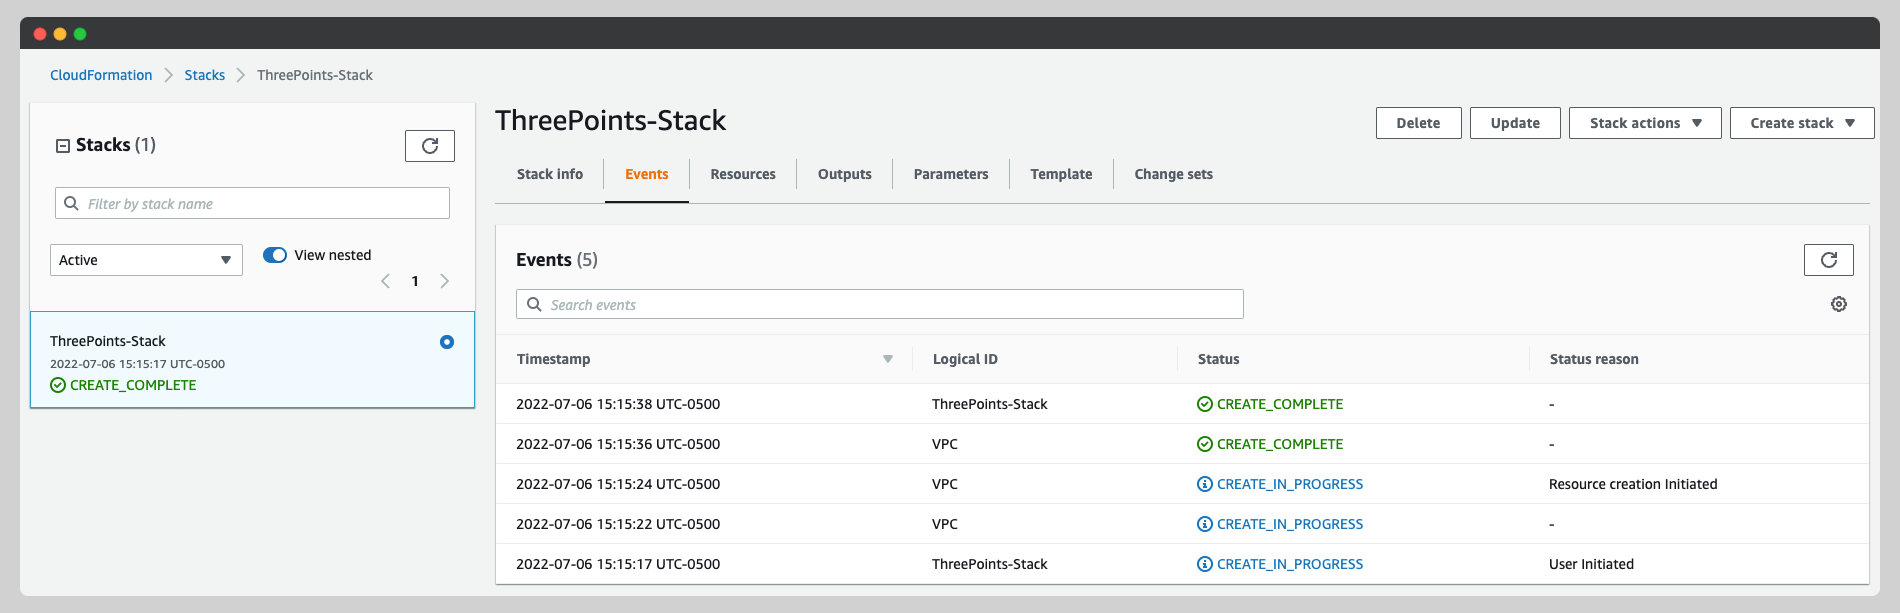 CloudFormation > Stacks > ThreePoints-Stack
Stacks (1)
Filter by stack name
Active
View nested
1
ThreePoints-Stack
2022-07-06 15:15:17 UTC-0500
CREATE_COMPLETE
ThreePoints-Stack
Delete Update Stack actions Create stack
Stack info Events Resources Outputs Parameters Template Change sets
Events (5)
Search events
Timestamp Logical ID Status Status reason
2022-07-06 15:15:38 UTC-0500 ThreePoints-Stack CREATE_COMPLETE -
2022-07-06 15:15:36 UTC-0500 VPC CREATE_COMPLETE -
2022-07-06 15:15:24 UTC-0500 VPC CREATE_IN_PROGRESS Resource creation Initiated
2022-07-06 15:15:22 UTC-0500 VPC CREATE_IN_PROGRESS -
2022-07-06 15:15:17 UTC-0500 ThreePoints-Stack CREATE_IN_PROGRESS User Initiated